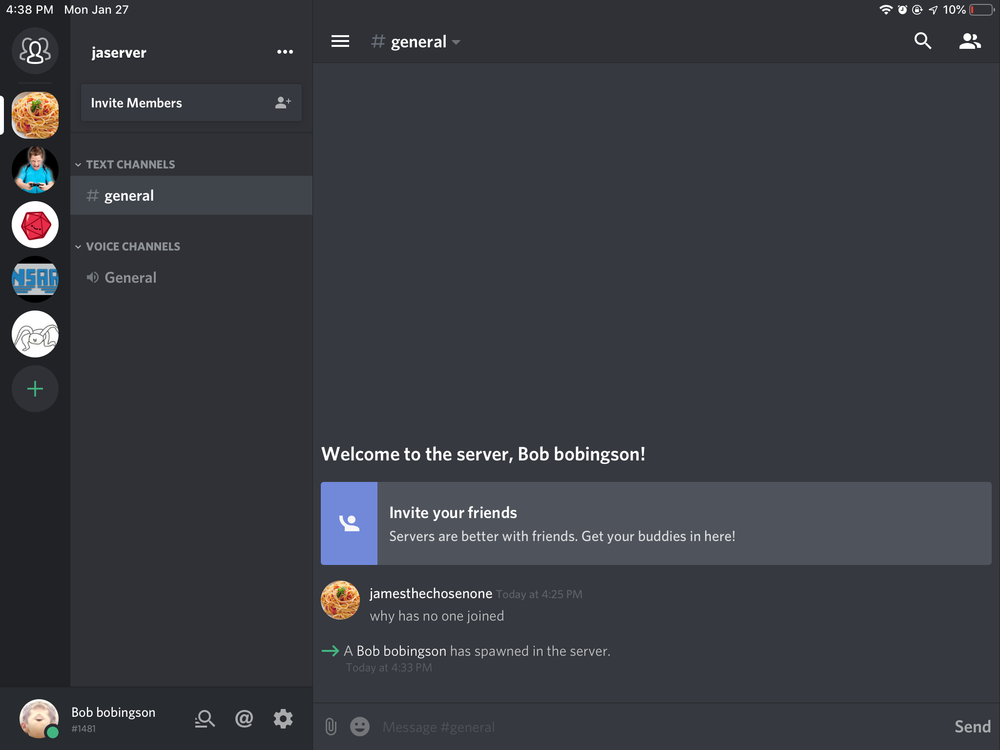 4:38 PM Mon Jan 27
10%
jaserver
Invite Members
TEXT CHANNELS
# general
VOICE CHANNELS
General
NSAA
Bob bobingson
#1481
# general
Welcome to the server, Bob bobingson!
Invite your friends
Servers are better with friends. Get your buddies in here!
jamesthechosenone Today at 4:25 PM
why has no one joined
A Bob bobingson has spawned in the server.
Today at 4:33 PM
Message #general
Send